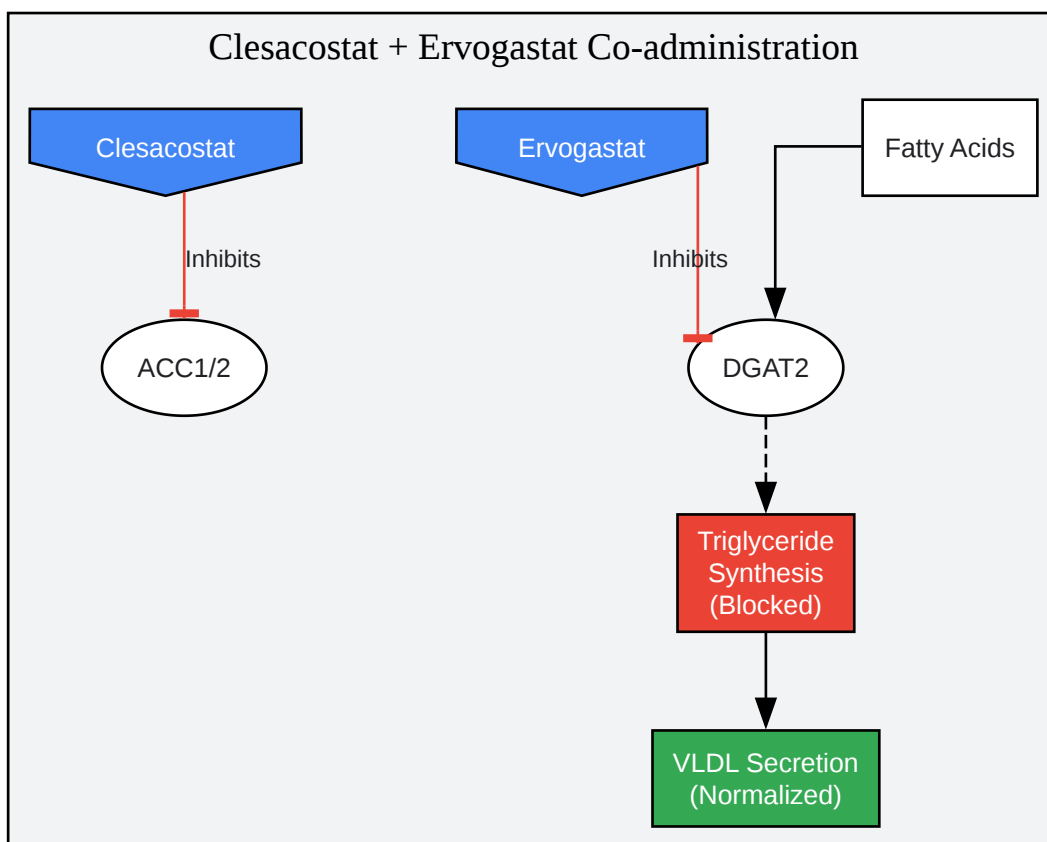 Clesacostat + Ervogastat Co-administration
Clesacostat
Ervogastat
Fatty Acids
Inhibits
Inhibits
ACC1/2
DGAT2
Triglyceride
Synthesis
(Blocked)
VLDL Secretion
(Normalized)